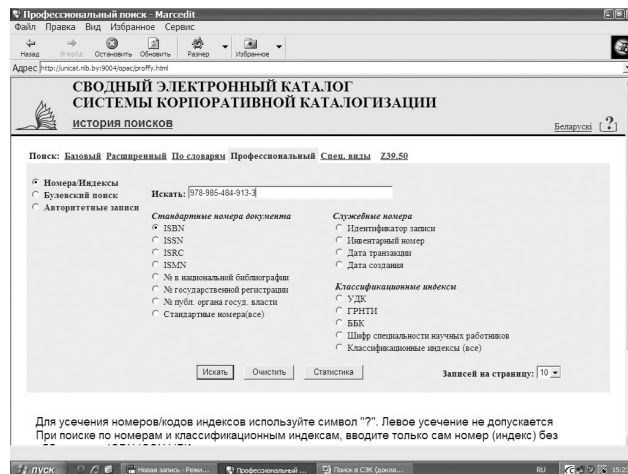 Профессиональный поиск - Marcedit
Файл Правка Вид Избранное Сервис
Назад Вперёд Остановить Обновить Размер Избранное
Адрес http://unicat.nlb.by:9004/opac/proffy.html
СВОДНЫЙ ЭЛЕКТРОННЫЙ КАТАЛОГ
СИСТЕМЫ КОРПОРАТИВНОЙ КАТАЛОГИЗАЦИИ
история поисков
Беларускі [?]
Поиск: Базовый Расширенный По словарям Профессиональный Спец. виды Z39.50
Номера/Индексы
Булевский поиск
Авторитетные записи
Искать: 978-985-484-913-3
Стандартные номера документа
ISBN
ISSN
ISRC
ISMN
№ в национальной библиографии
№ государственной регистрации
№ публ. органа госуд. власти
Стандартные номера(все)
Служебные номера
Идентификатор записи
Инвентарный номер
Дата транзакции
Дата создания
Классификационные индексы
УДК
ГРНТИ
ББК
Шифр специальности научных работников
Классификационные индексы (все)
Искать Очистить Статистика Записей на страницу: 10
Для усечения номеров/кодов индексов используйте символ "?". Левое усечение не допускается
При поиске по номерам и классификационным индексам, вводите только сам номер (индекс) без
пуск Новая запись - Режи... Профессиональный ... Поиск в СЭК (докла... RU 15:23